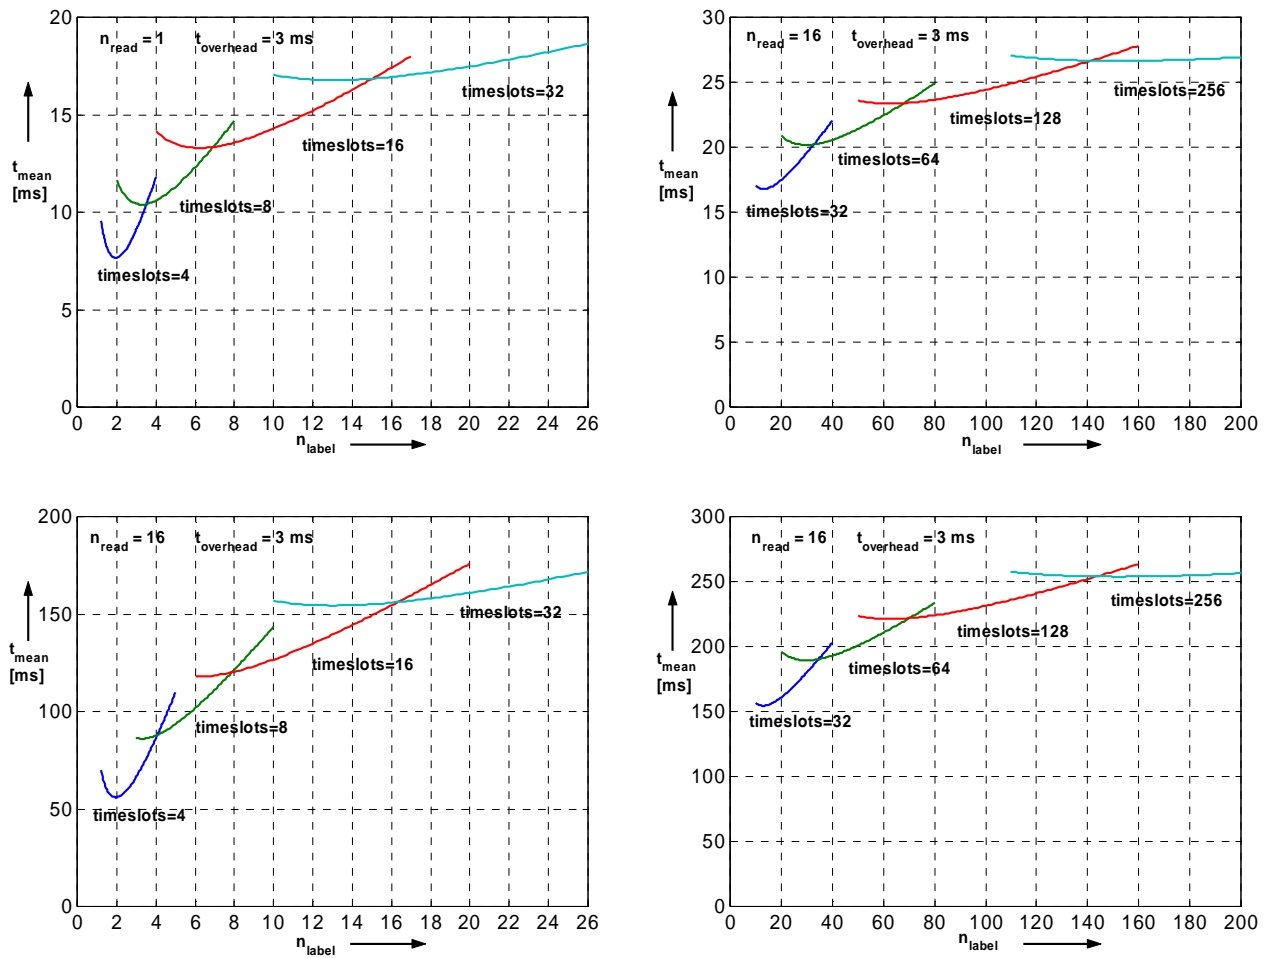 n_read = 1 t_overhead = 3 ms
20
15
10
5
0
t_mean
[ms]
timeslots=32
timeslots=16
timeslots=8
timeslots=4
0 2 4 6 8 10 12 14 16 18 20 22 24 26
n_label
n_read = 16 t_overhead = 3 ms
30
25
20
15
10
5
0
t_mean
[ms]
timeslots=256
timeslots=128
timeslots=64
timeslots=32
0 20 40 60 80 100 120 140 160 180 200
n_label
n_read = 16 t_overhead = 3 ms
200
150
100
50
0
t_mean
[ms]
timeslots=32
timeslots=16
timeslots=8
timeslots=4
0 2 4 6 8 10 12 14 16 18 20 22 24 26
n_label
n_read = 16 t_overhead = 3 ms
300
250
200
150
100
50
0
t_mean
[ms]
timeslots=256
timeslots=128
timeslots=64
timeslots=32
0 20 40 60 80 100 120 140 160 180 200
n_label